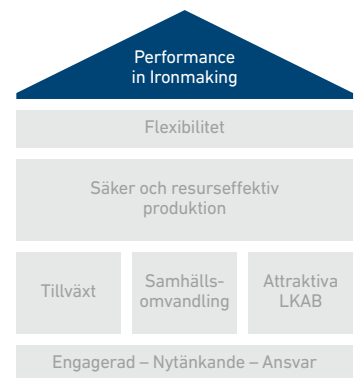 Performance
in Ironmaking
Flexibilitet
Säker och resurseffektiv
produktion
Tillväxt
Samhälls-
omvandling
Attraktiva
LKAB
Engagerad – Nytänkande – Ansvar